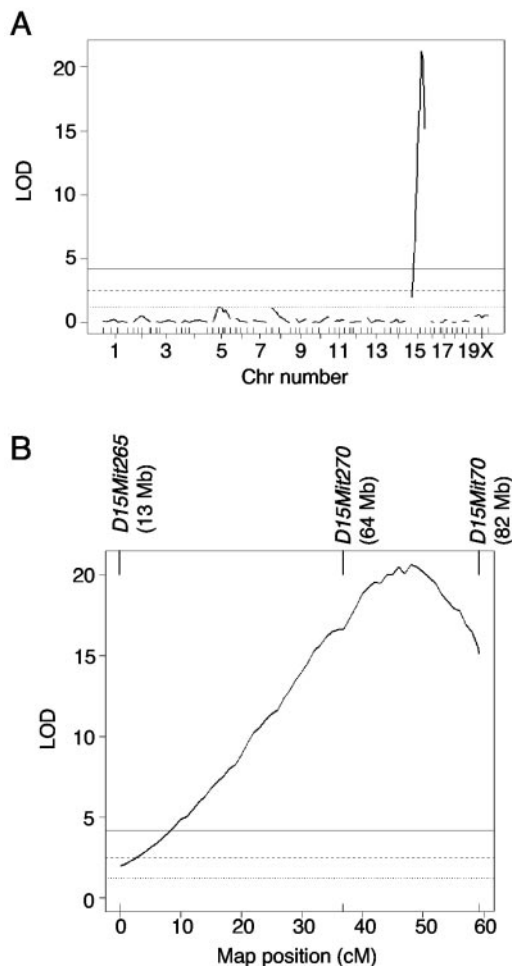 A
20
15
10
5
0
LOD
1 3 5 7 9 11 13 15 17 19 X
Chr number
B
D15Mit265
(13 Mb)
D15Mit270
(64 Mb)
D15Mit70
(82 Mb)
20
15
10
5
0
LOD
0 10 20 30 40 50 60
Map position (cM)